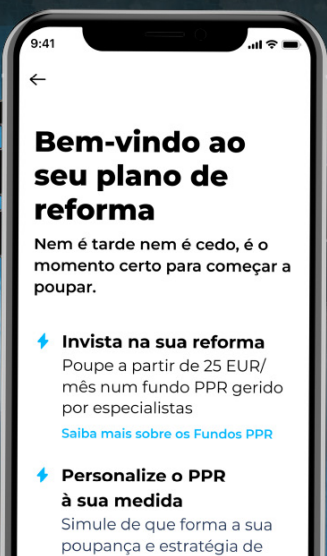 9:41
Bem-vindo ao
seu plano de
reforma
Nem é tarde nem é cedo, é o
momento certo para começar a
poupar.
Invista na sua reforma
Poupe a partir de 25 EUR/
mês num fundo PPR gerido
por especialistas
Saiba mais sobre os Fundos PPR
Personalize o PPR
à sua medida
Simule de que forma a sua
poupança e estratégia de